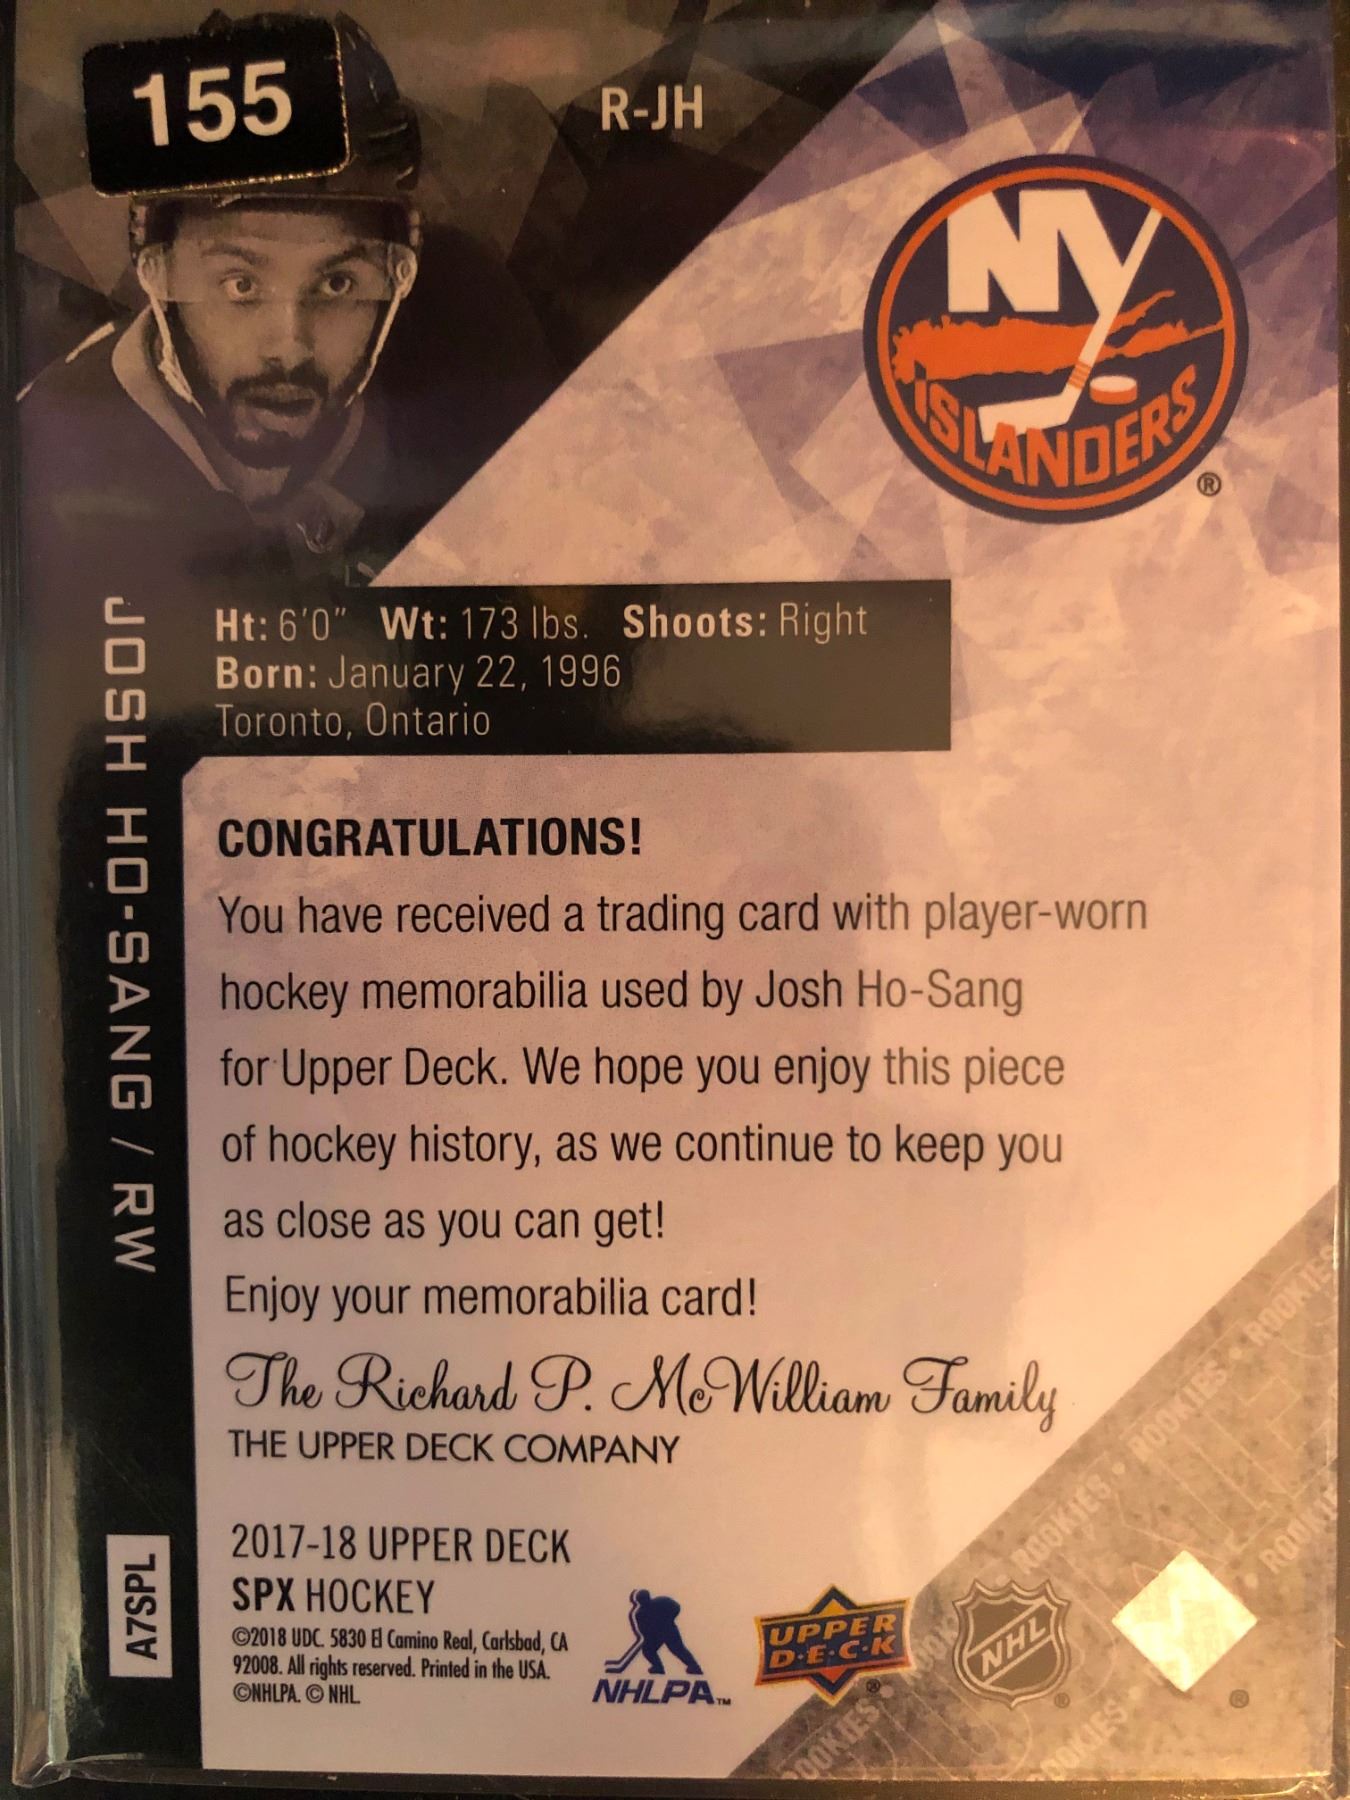 155
R-JH
NY
ISLANDERS
®
JOSH HO-SANG / RW
Ht: 6'0" Wt: 173 lbs. Shoots: Right
Born: January 22, 1996
Toronto, Ontario
CONGRATULATIONS!
You have received a trading card with player-worn
hockey memorabilia used by Josh Ho-Sang
for Upper Deck. We hope you enjoy this piece
of hockey history, as we continue to keep you
as close as you can get!
Enjoy your memorabilia card!
The Richard P. McWilliam Family
THE UPPER DECK COMPANY
A7SPL
2017-18 UPPER DECK
SPX HOCKEY
©2018 UDC. 5830 El Camino Real, Carlsbad, CA
92008. All rights reserved. Printed in the USA.
©NHLPA. © NHL
NHLPA™
UPPER
D·E·C·K
®
NHL
®
®
ROOKIES • ROOKIES • ROOKIES